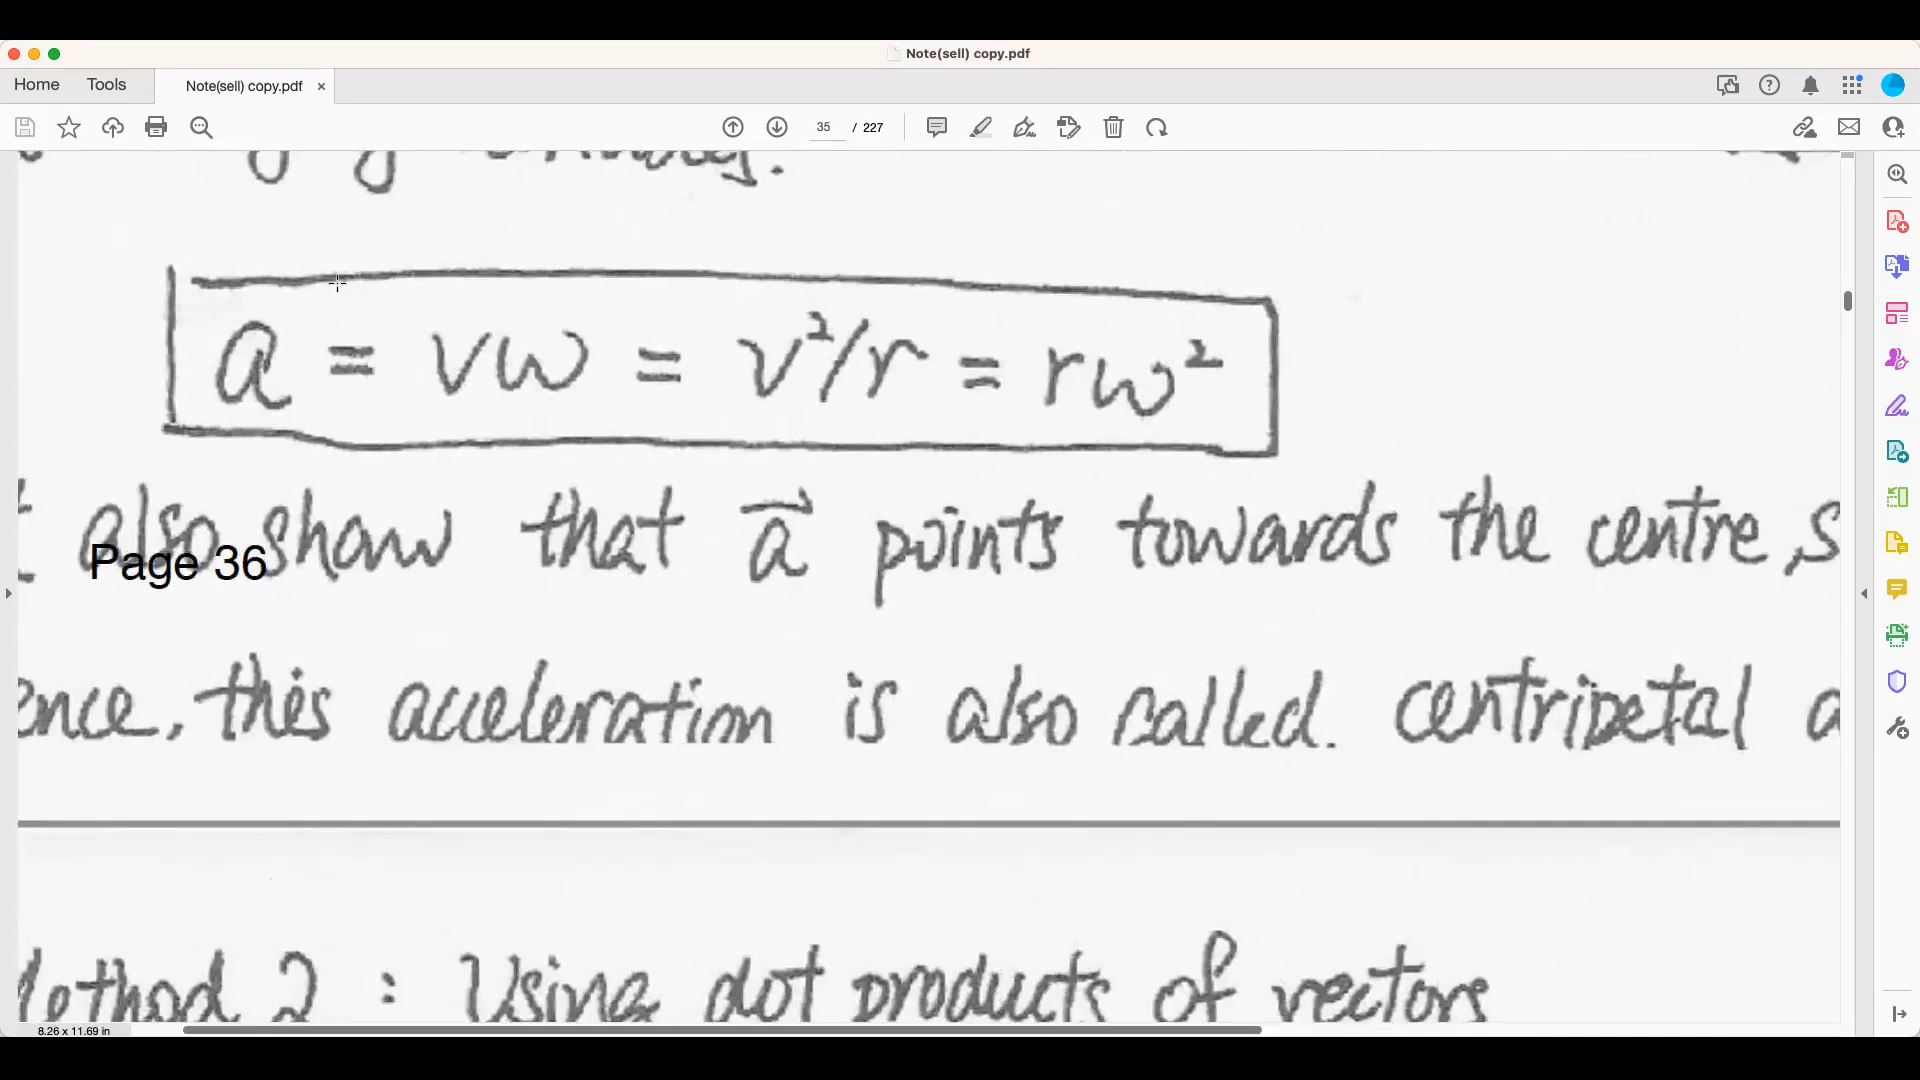 Note(sell) copy.pdf
Home Tools Note(sell) copy.pdf ×
35 / 227
a = vω = v²/r = rω²
also show that a⃗ points towards the centre, s
Page 36
ence, this acceleration is also called. centripetal a
ethod 2 : Using dot products of vectors
8.26 x 11.69 in